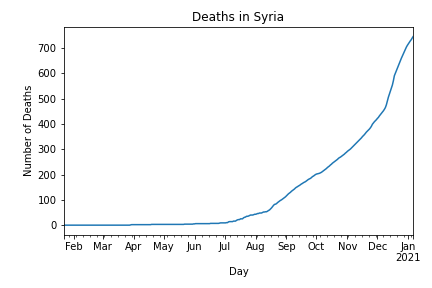 Deaths in Syria
Number of Deaths
700
600
500
400
300
200
100
0
Feb Mar Apr May Jun Jul Aug Sep Oct Nov Dec Jan
2021
Day